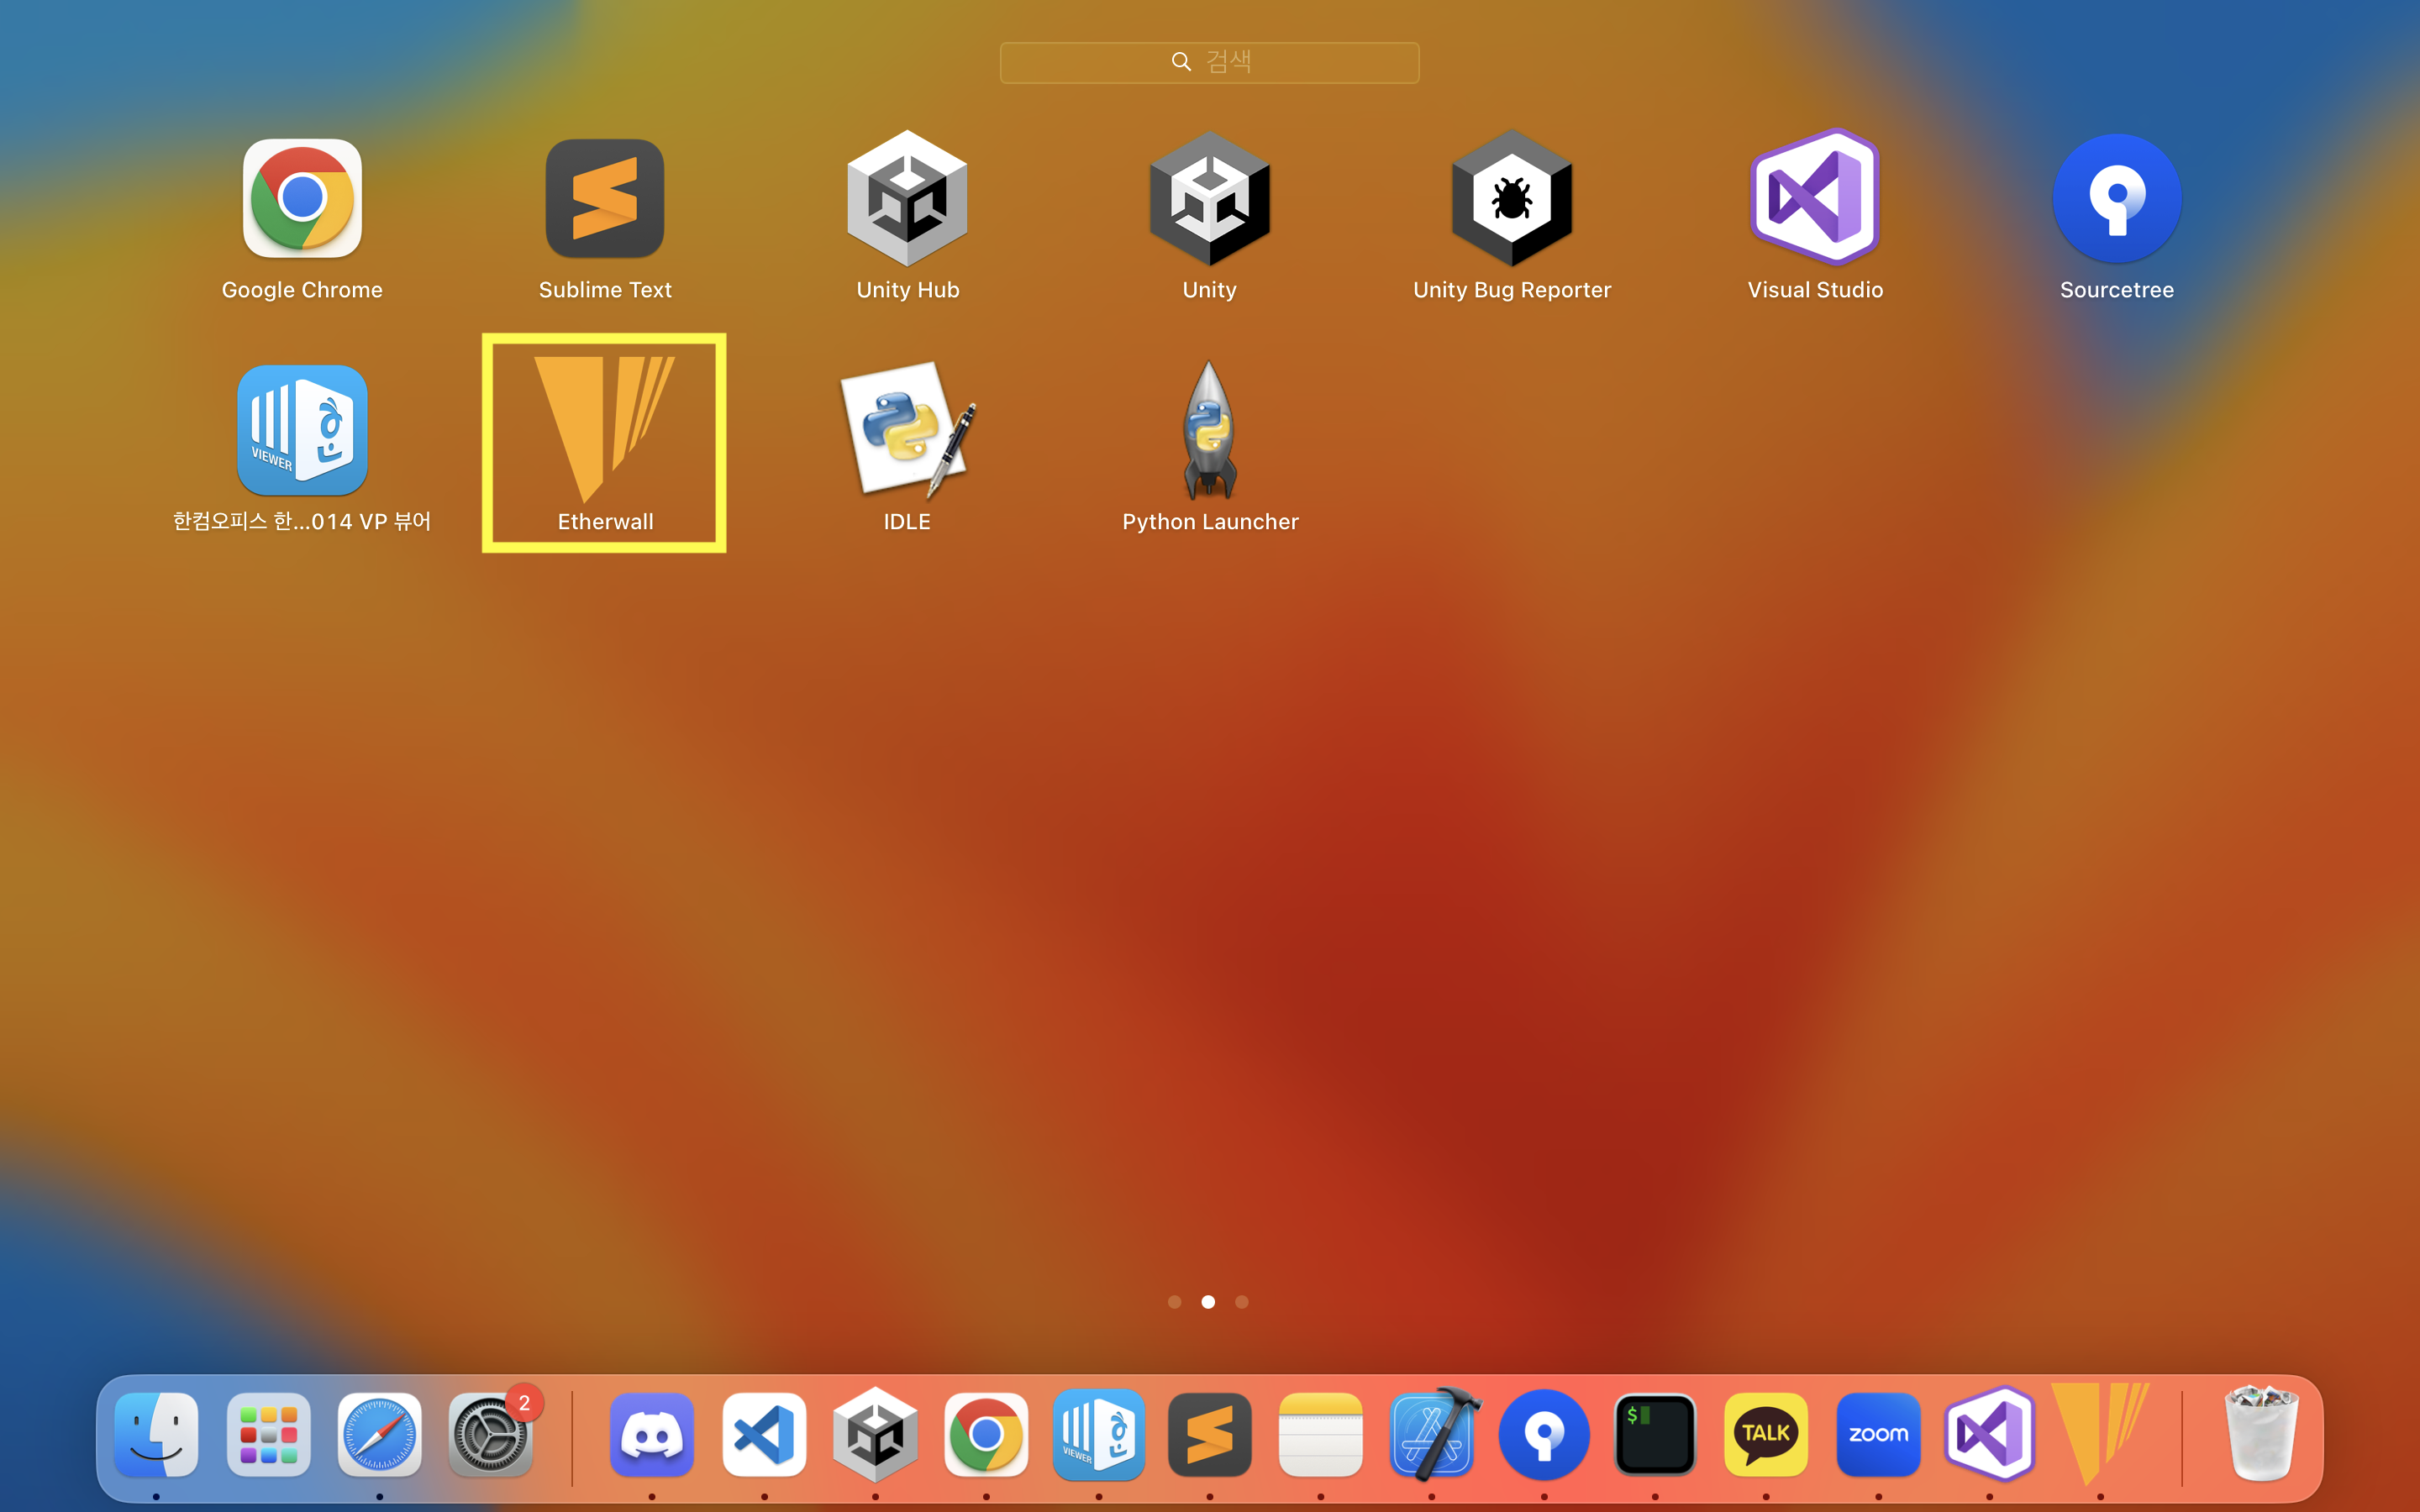 검색
Google Chrome
Sublime Text
Unity Hub
Unity
Unity Bug Reporter
Visual Studio
Sourcetree
VIEWER
한컴오피스 한...014 VP 뷰어
Etherwall
IDLE
Python Launcher
2
VIEWER
$
TALK
zoom